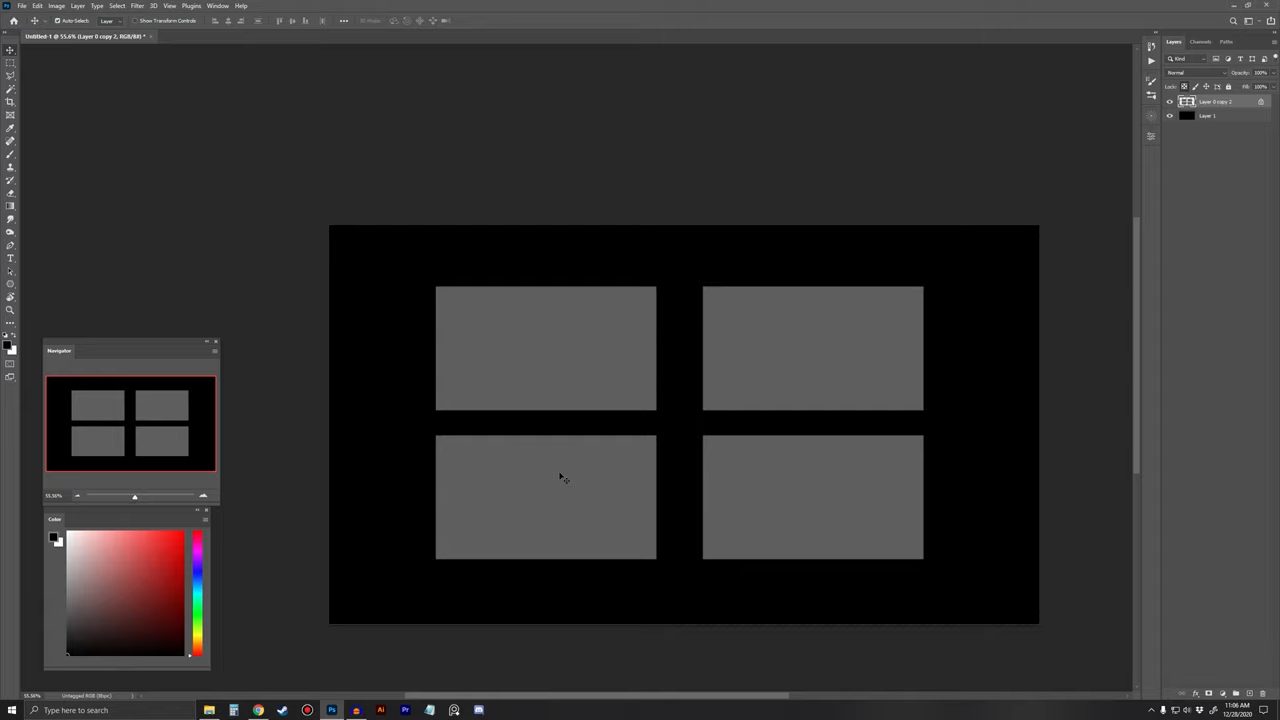 File Edit Image Layer Type Select Filter 3D View Plugins Window Help
Auto-Select: Layer Show Transform Controls 3D Mode:
Untitled-1 @ 55.6% (Layer 0 copy 2, RGB/8#) *
Layers Channels Paths
Kind
Normal Opacity: 100%
Lock: Fill: 100%
Layer 0 copy 2
Layer 1
Navigator
55.56%
Color
55.56% Untagged RGB (8bpc)
Type here to search
11:06 AM
12/28/2020